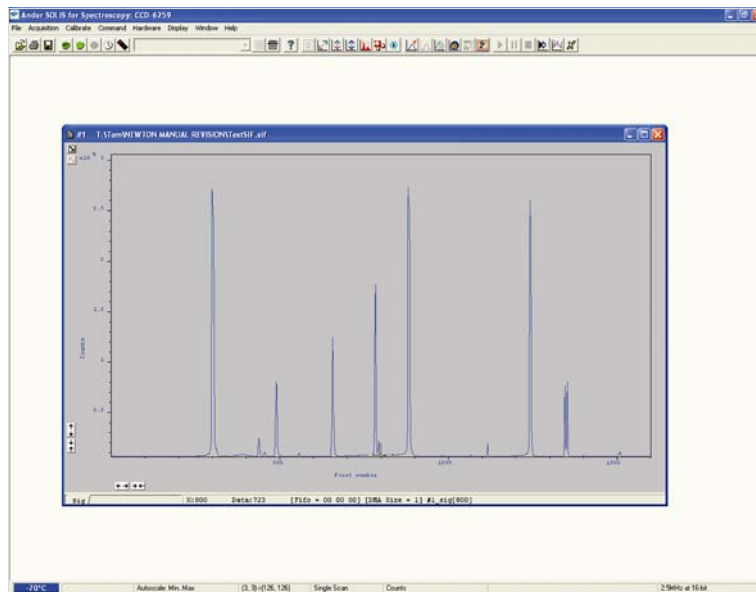 Andor SOLIS for Spectroscopy: CCD-6259
File Acquisition Calibrate Command Hardware Display Window Help
#1 T:\Tom\NEWTON MANUAL REVISION\TestSIF.sif
Counts
Pixel number
Sig X:800 Data:723 [Fifo = 00 00 00] [DMA Size = 1] #1_sig[800]
-70°C Autoscale: Min..Max (3, 3)×(126, 126) Single Scan Counts 2.5MHz at 16-bit